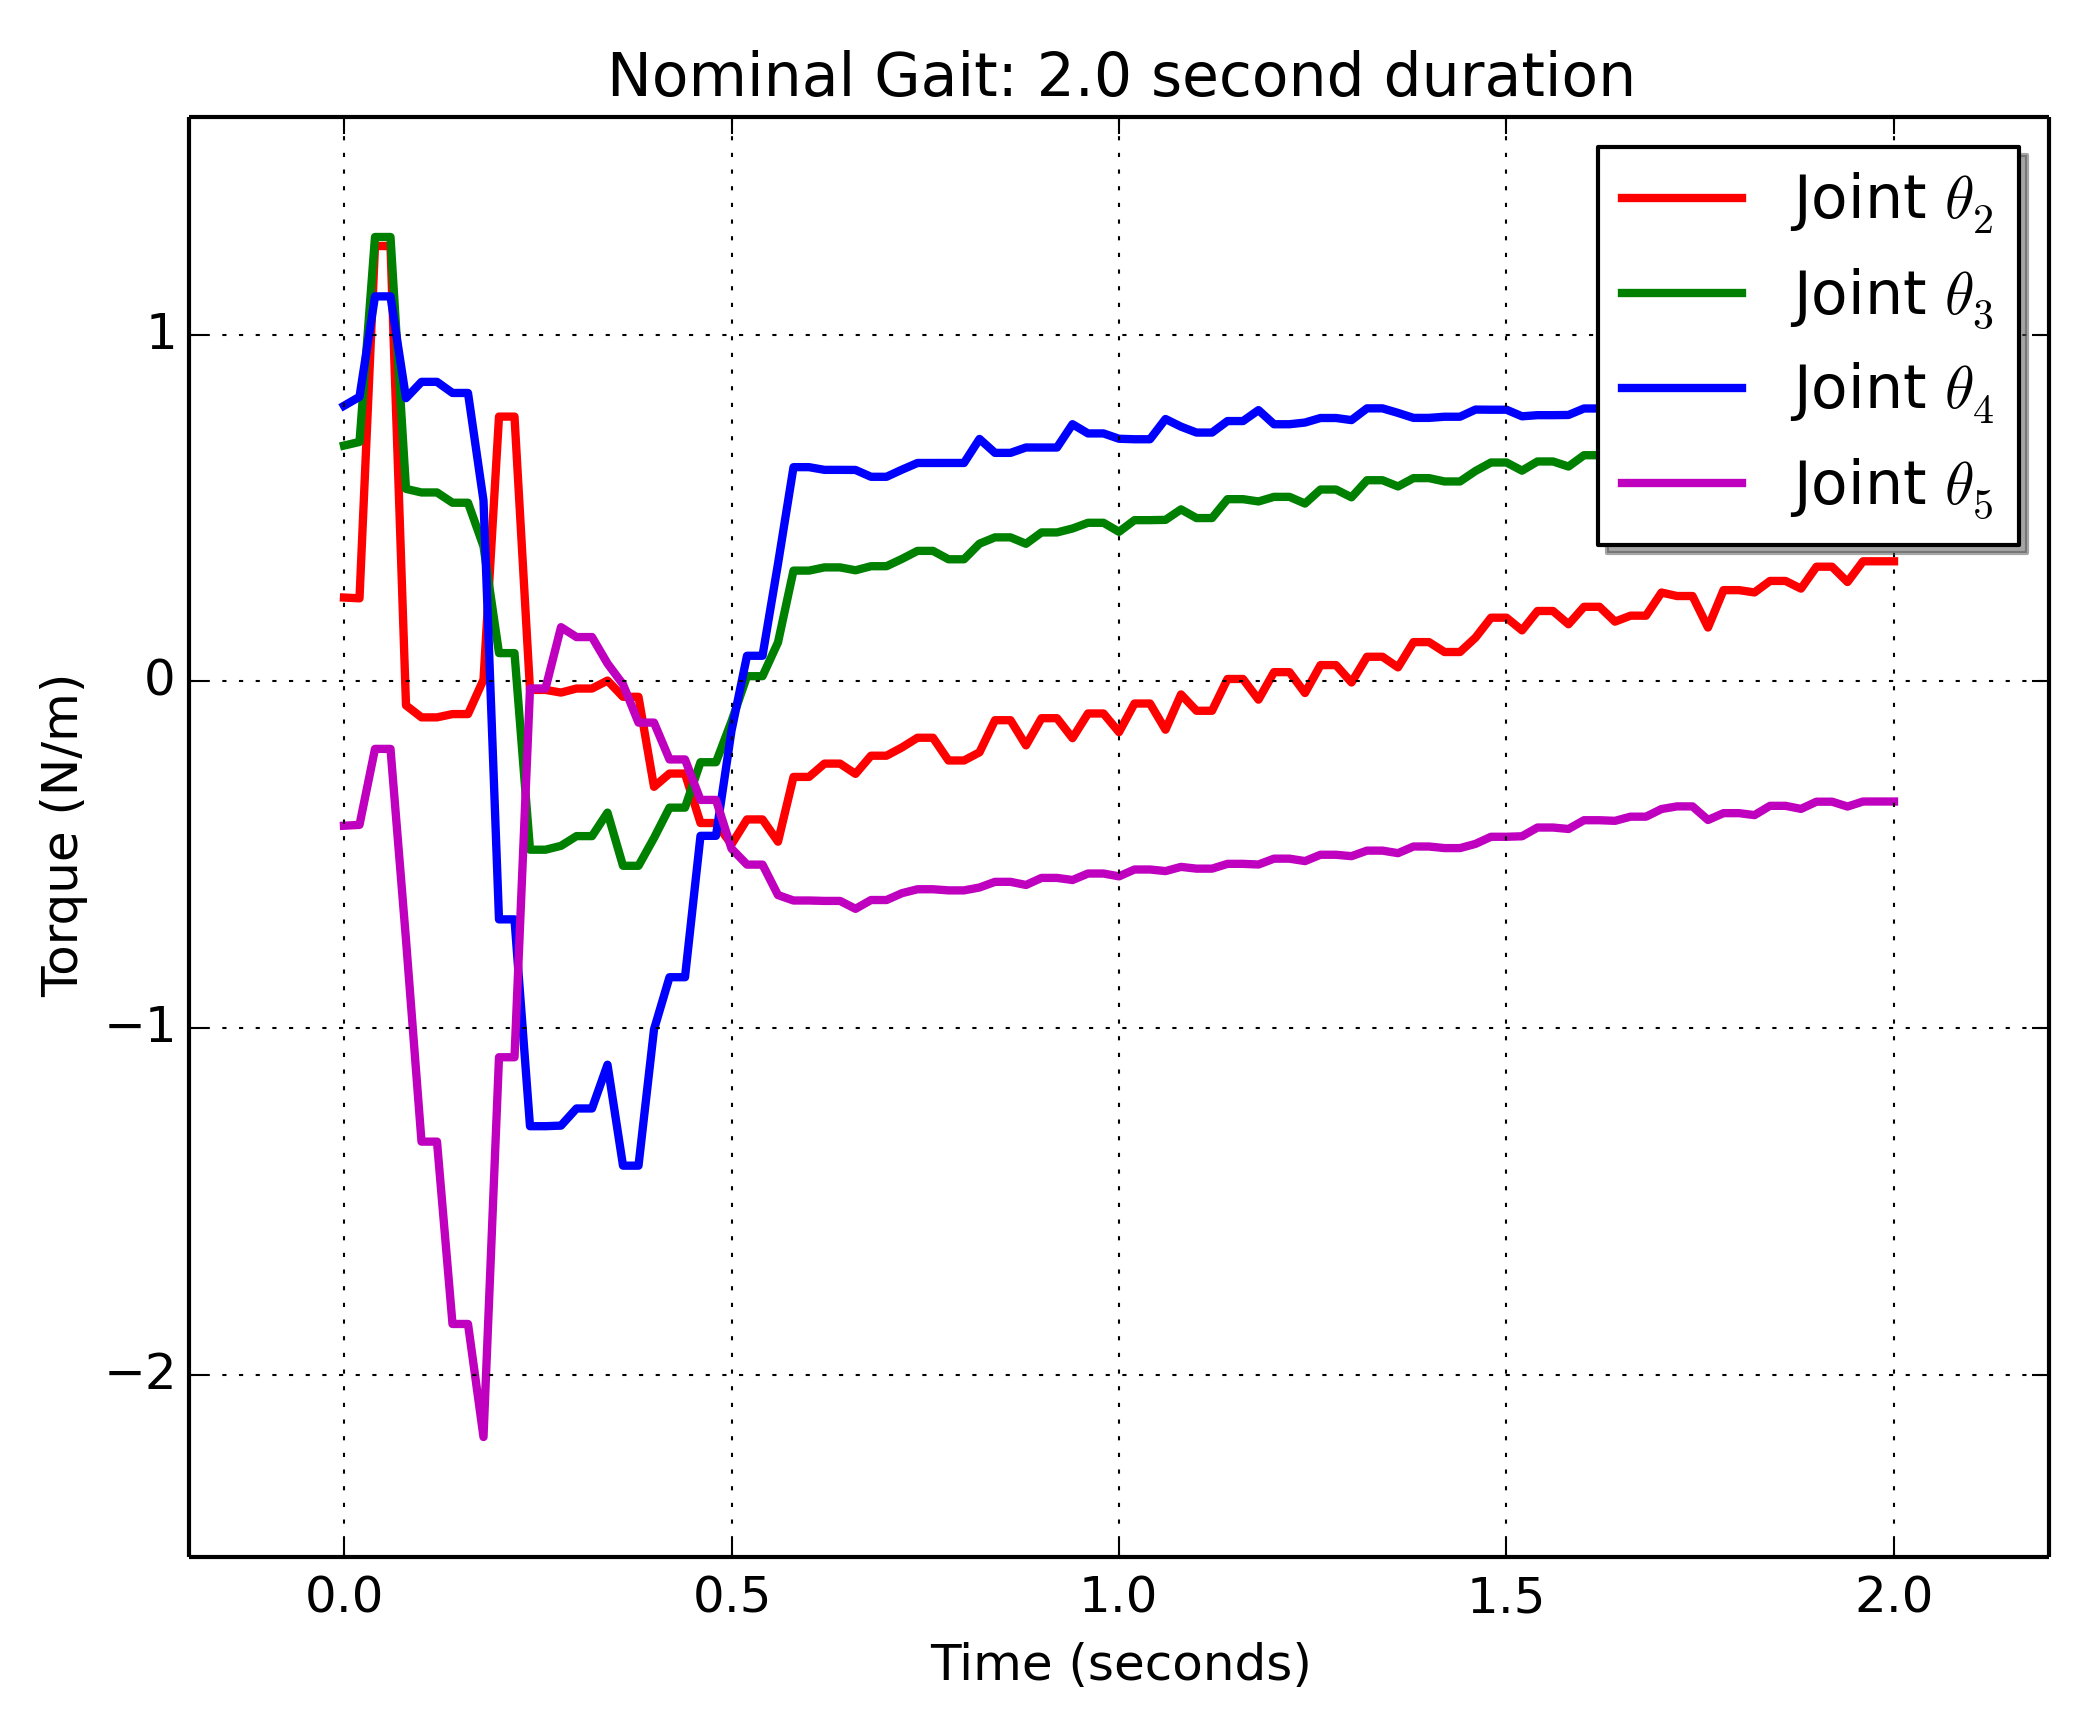 Nominal Gait: 2.0 second duration
Joint θ₂
Joint θ₃
Joint θ₄
Joint θ₅
1
0
−1
−2
Torque (N/m)
0.0 0.5 1.0 1.5 2.0
Time (seconds)